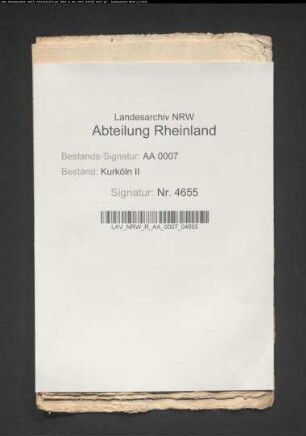 Landesarchiv NRW
Abteilung Rheinland
Bestands-Signatur: AA 0007
Bestand: Kurköln II
Signatur: Nr. 4655
LAV_NRW_R_AA_0007_04655